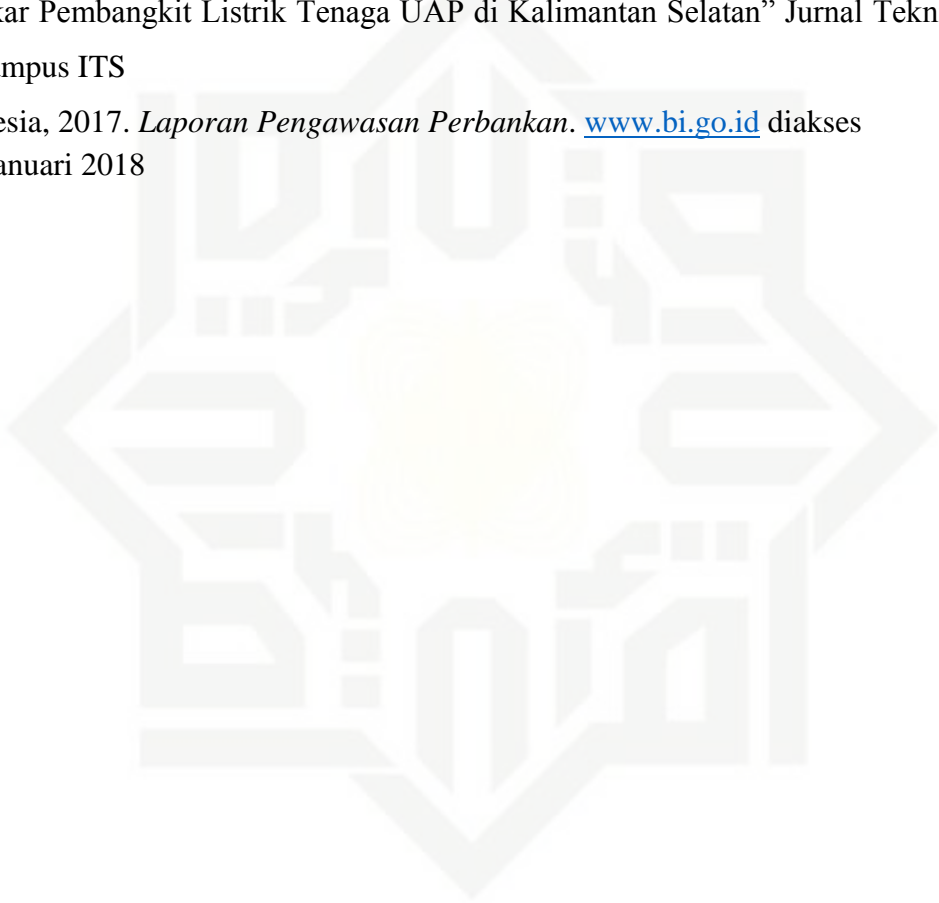 kar Pembangkit Listrik Tenaga UAP di Kalimantan Selatan” Jurnal Tekn
ampus ITS
esia, 2017. Laporan Pengawasan Perbankan. www.bi.go.id diakses
anuari 2018